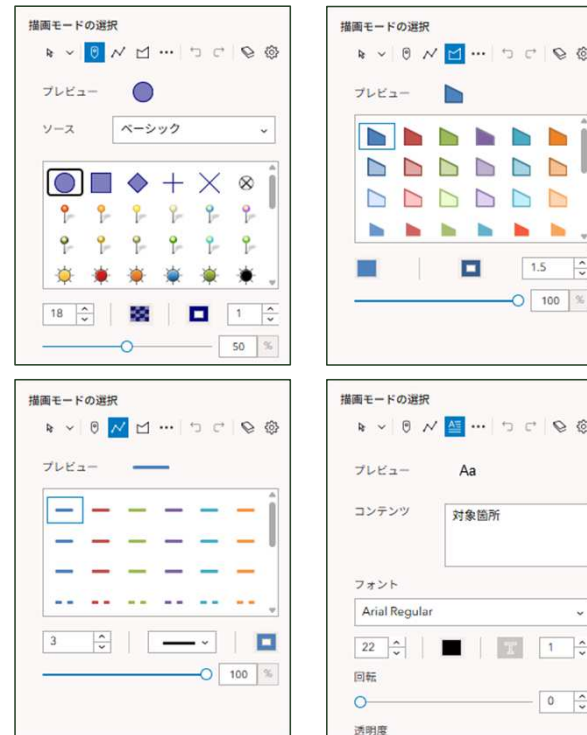 描画モードの選択
プレビュー
ソース
ベーシック
18
1
50 %
描画モードの選択
プレビュー
1.5
100 %
描画モードの選択
プレビュー
3
100 %
描画モードの選択
プレビュー Aa
コンテンツ
対象箇所
フォント
Arial Regular
22
T
1
回転
0
透明度